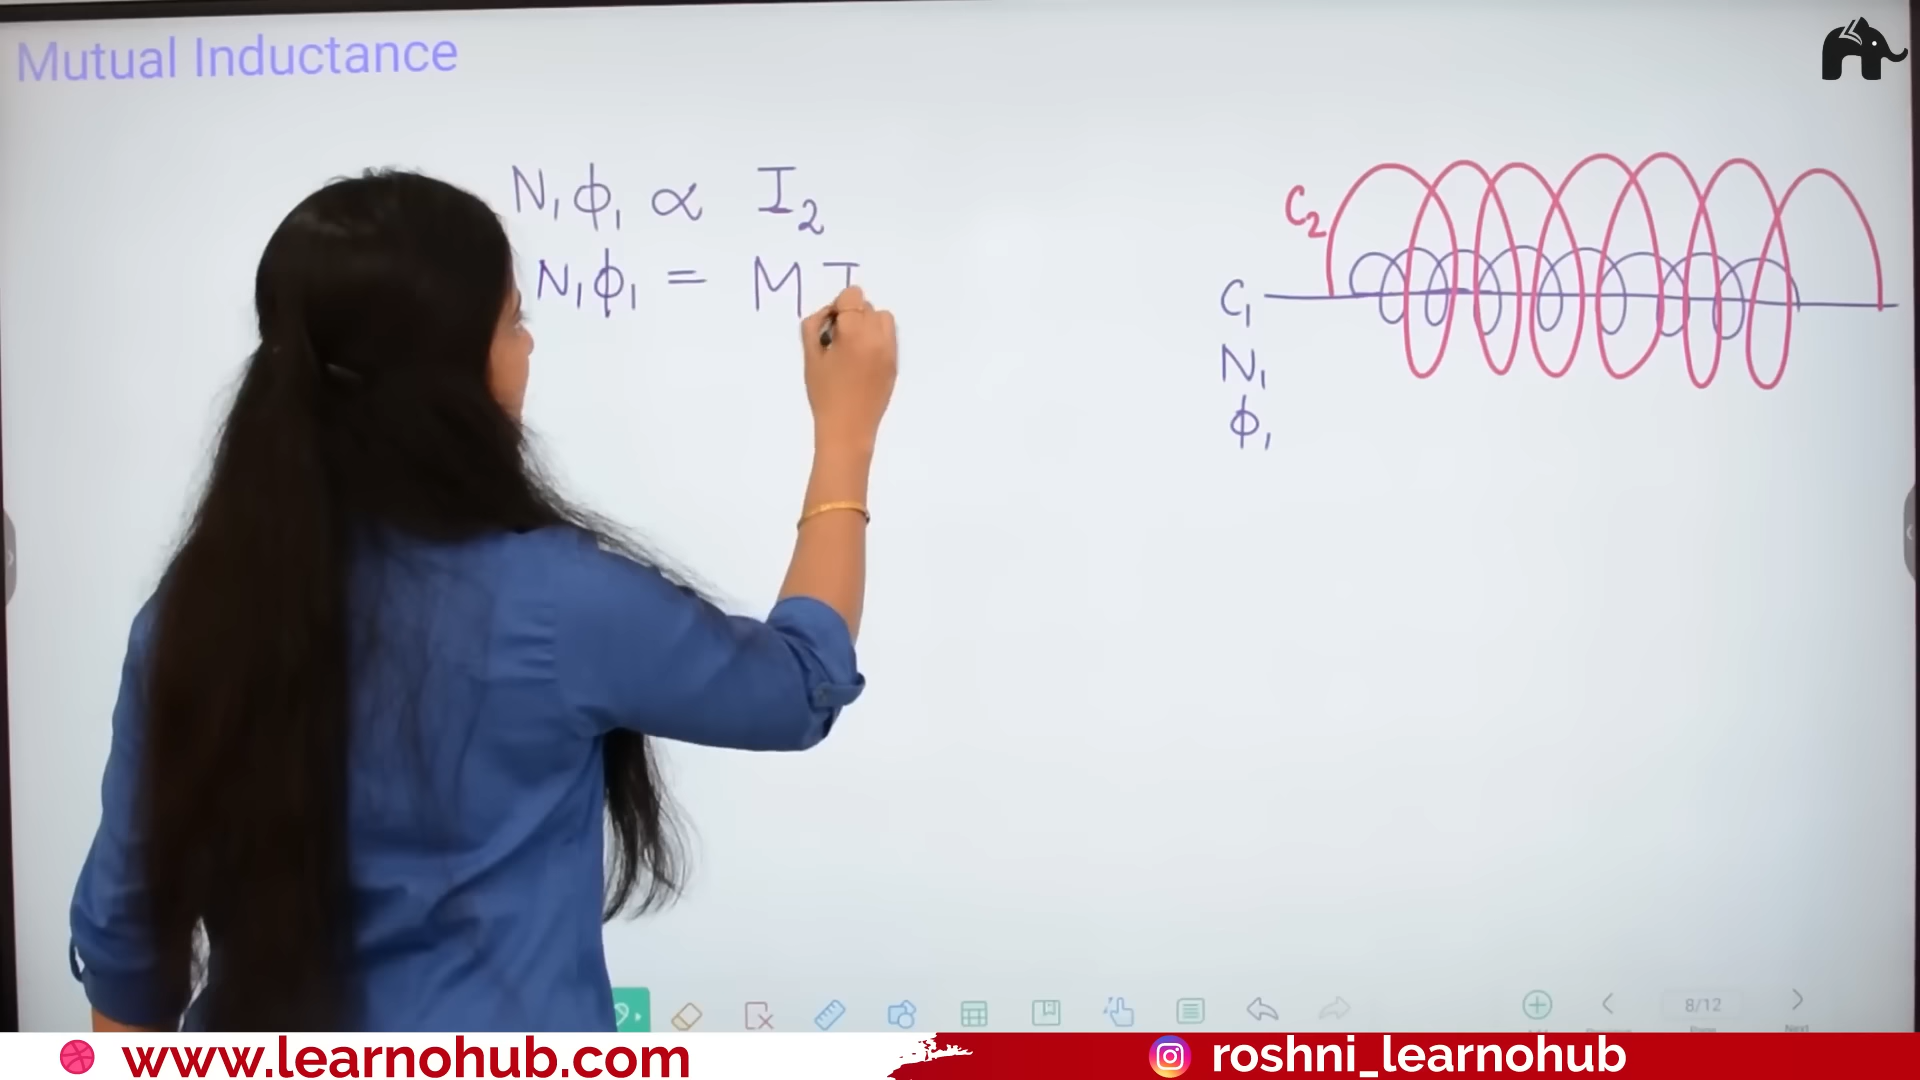 Mutual Inductance
N₁ϕ₁ ∝ I₂
N₁ϕ₁ = M I
C₂
C₁
N₁
ϕ₁
8/12
www.learnohub.com
roshni_learnohub